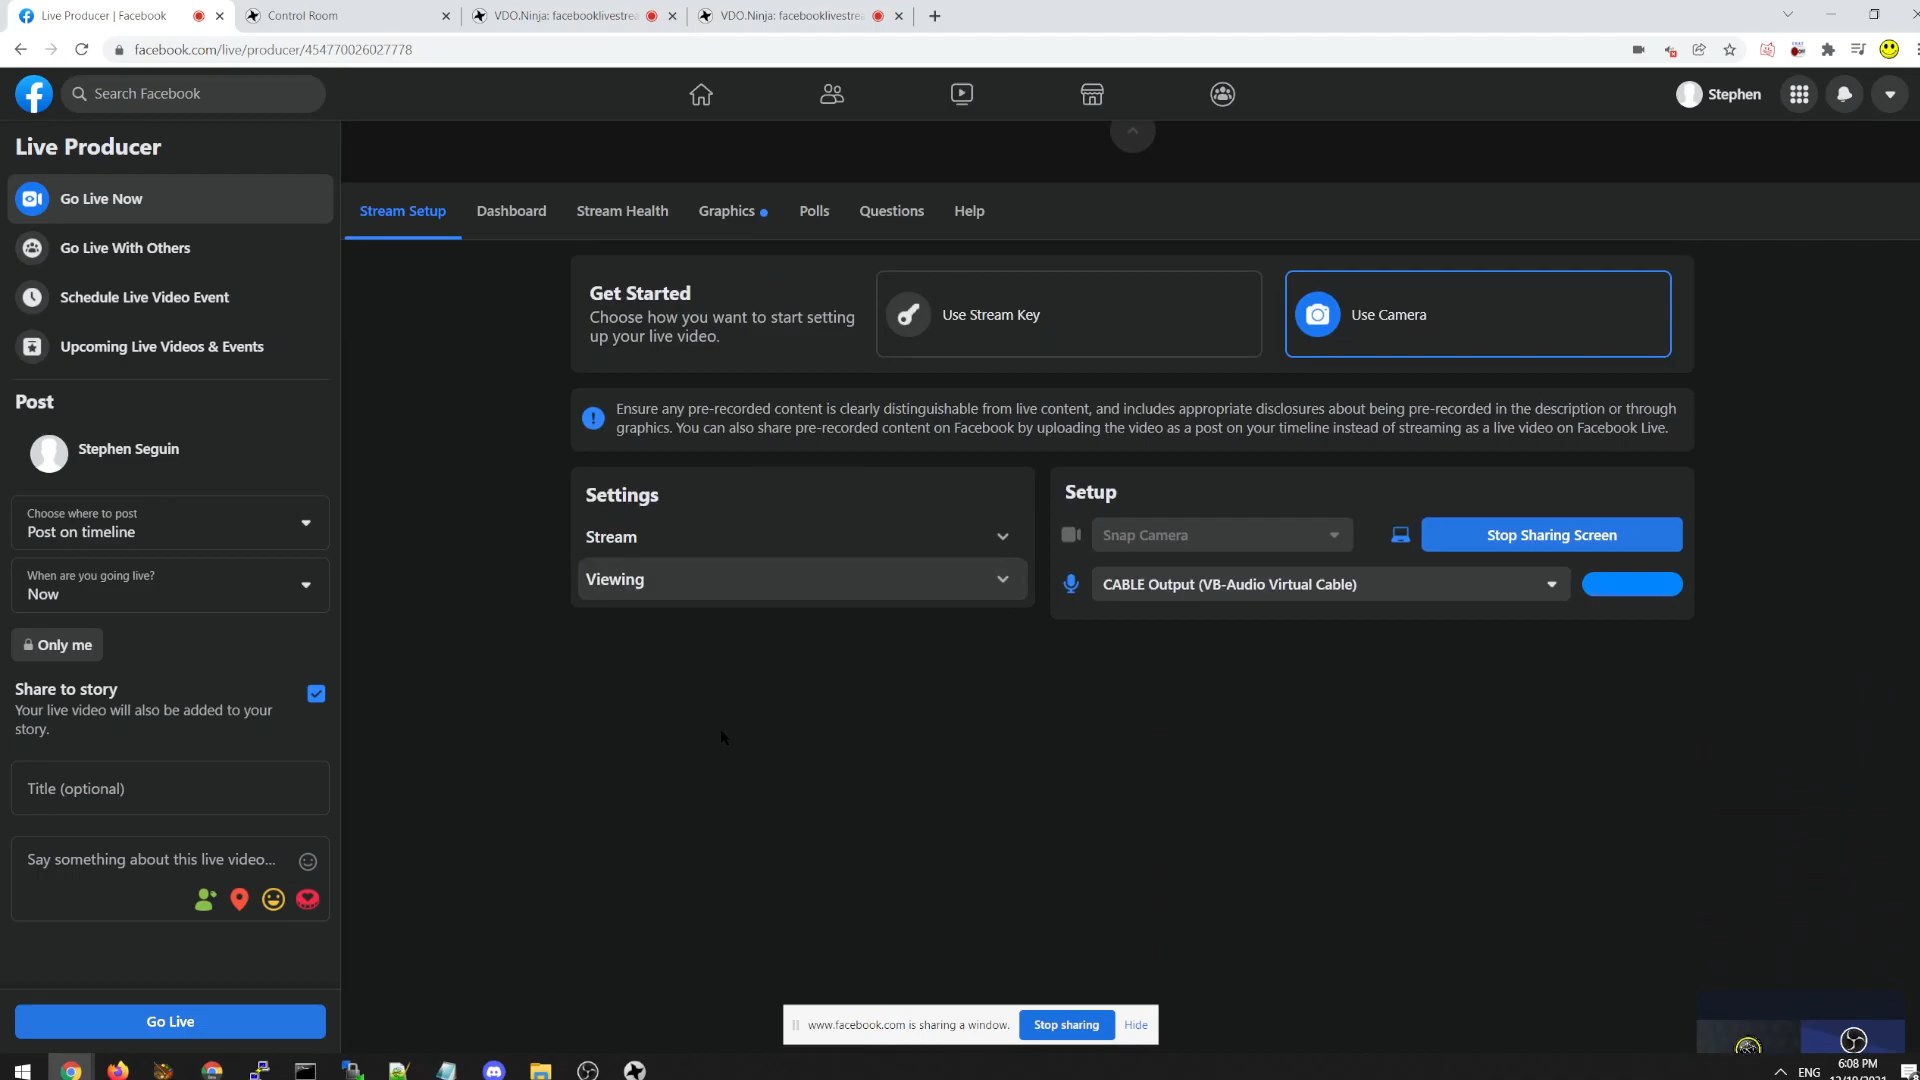 Live Producer | Facebook
Control Room
VDO.Ninja: facebooklivestrea
VDO.Ninja: facebooklivestrea
facebook.com/live/producer/454770026027778
Search Facebook
Stephen
Live Producer
Go Live Now
Go Live With Others
Schedule Live Video Event
Upcoming Live Videos & Events
Post
Stephen Seguin
Choose where to post
Post on timeline
When are you going live?
Now
Only me
Share to story
Your live video will also be added to your
story.
Title (optional)
Say something about this live video...
Go Live
Stream Setup
Dashboard
Stream Health
Graphics
Polls
Questions
Help
Get Started
Choose how you want to start setting
up your live video.
Use Stream Key
Use Camera
Ensure any pre-recorded content is clearly distinguishable from live content, and includes appropriate disclosures about being pre-recorded in the description or through
graphics. You can also share pre-recorded content on Facebook by uploading the video as a post on your timeline instead of streaming as a live video on Facebook Live.
Settings
Stream
Viewing
Setup
Snap Camera
Stop Sharing Screen
CABLE Output (VB-Audio Virtual Cable)
www.facebook.com is sharing a window.
Stop sharing
Hide
ENG
6:08 PM